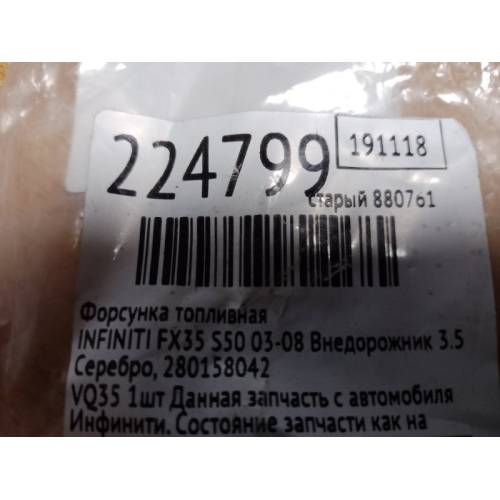 224799
191118
старый 880761
Форсунка топливная
INFINITI FX35 S50 03-08 Внедорожник 3.5
Серебро, 280158042
VQ35 1шт Данная запчасть с автомобиля
Инфинити. Состояние запчасти как на